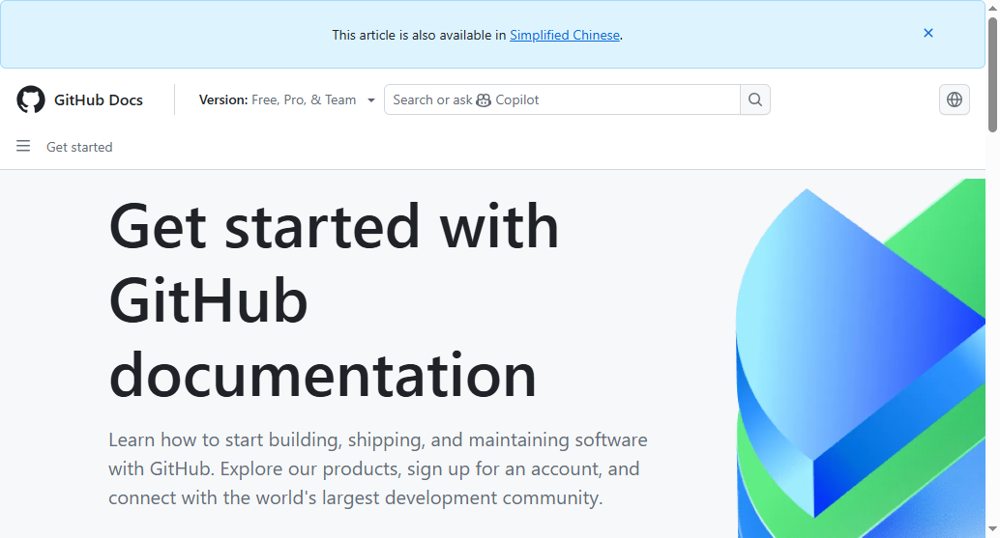 This article is also available in Simplified Chinese.
GitHub Docs
Version: Free, Pro, & Team
Search or ask Copilot
Get started
Get started with
GitHub
documentation
Learn how to start building, shipping, and maintaining software
with GitHub. Explore our products, sign up for an account, and
connect with the world's largest development community.